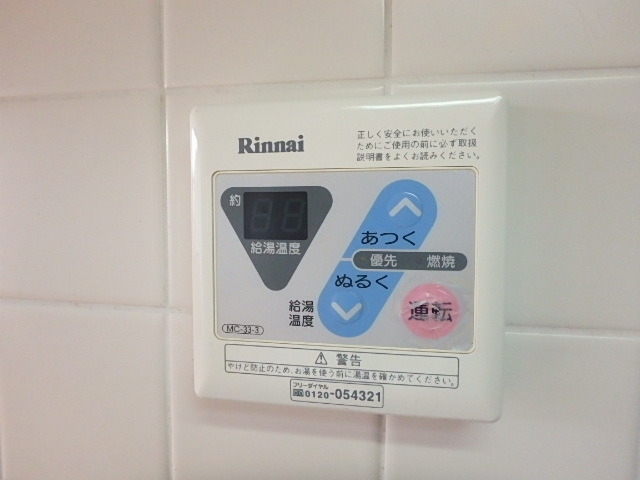 Rinnai
正しく安全にお使いいただく
ためにご使用の前に必ず取扱
説明書をよくお読みください。
約
給湯温度
あつく
優先 燃焼
ぬるく
給湯
温度
運転
MC-33-3
⚠警告
やけど防止のため、お湯を使う前に湯温を確かめてください。
フリーダイヤル
0120-054321